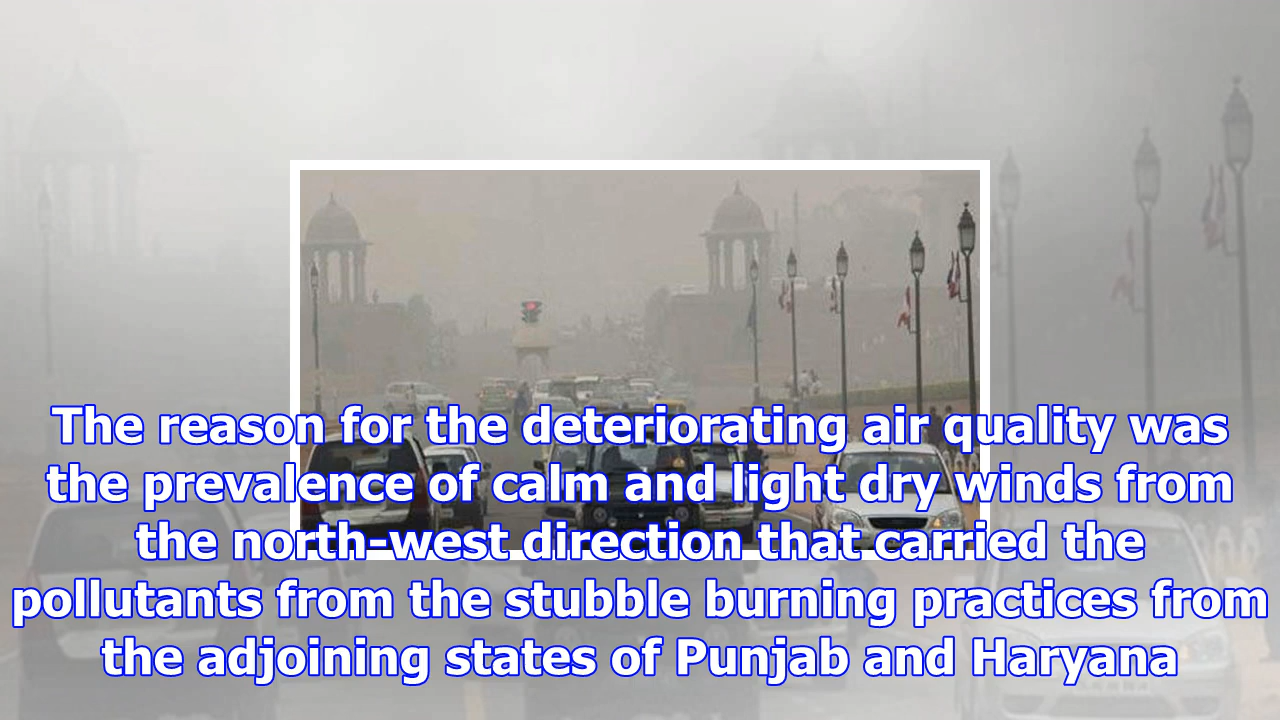 The reason for the deteriorating air quality was
the prevalence of calm and light dry winds from
the north-west direction that carried the
pollutants from the stubble burning practices from
the adjoining states of Punjab and Haryana